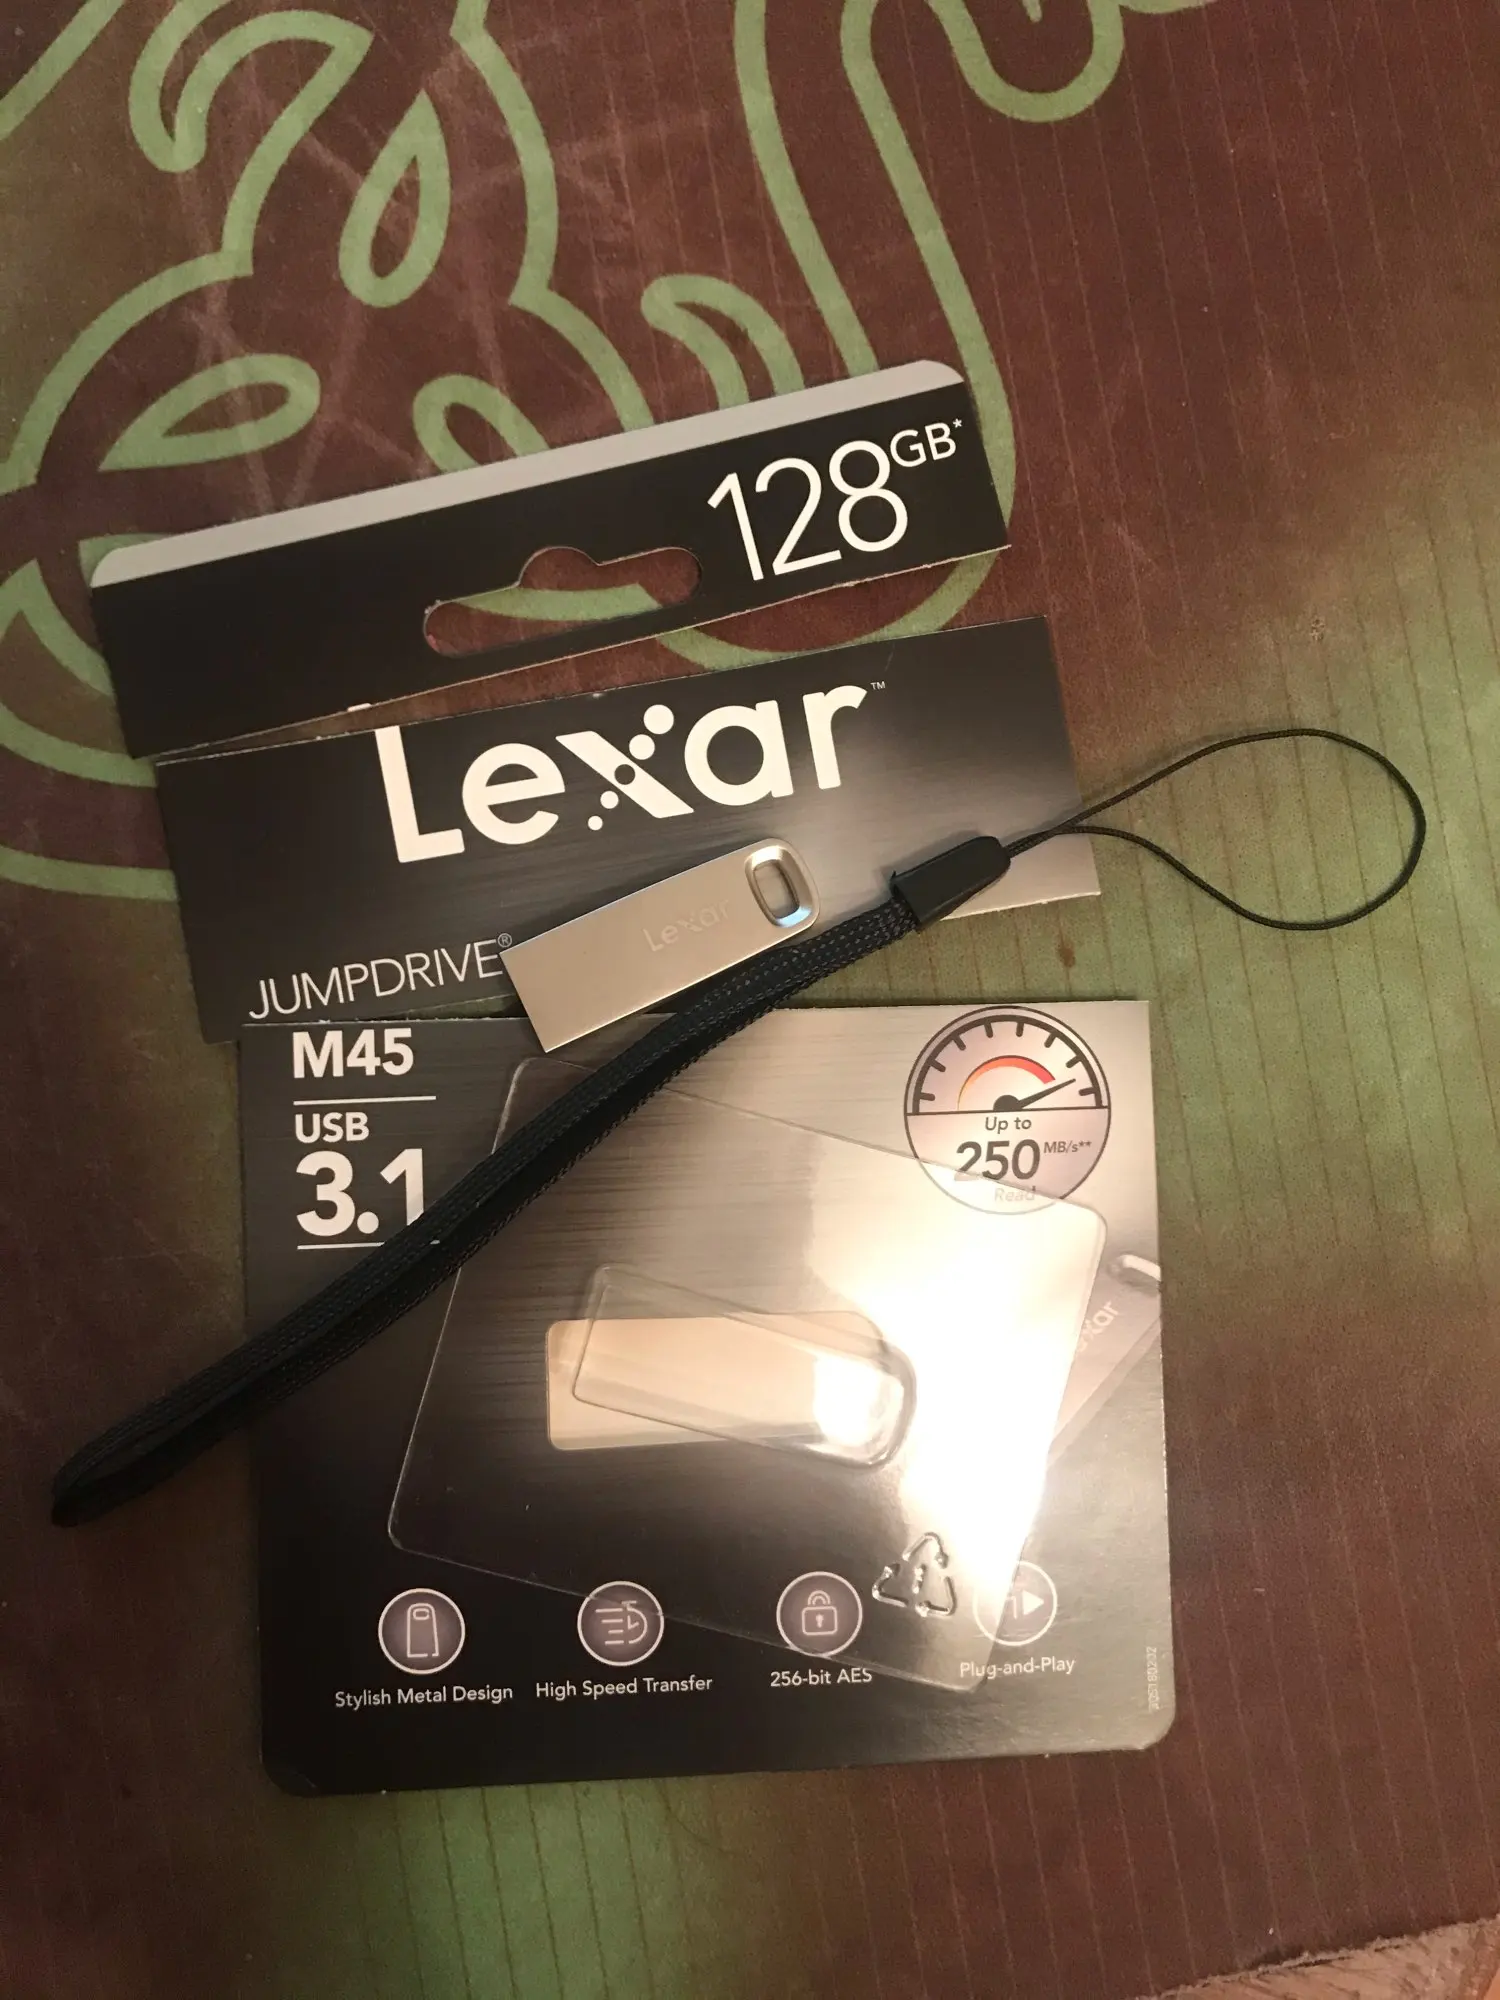 128GB*
Lexar™
Lexar
JUMPDRIVE®
M45
USB
3.1
Up to
250MB/s**
Read
Stylish Metal Design
High Speed Transfer
256-bit AES
Plug-and-Play